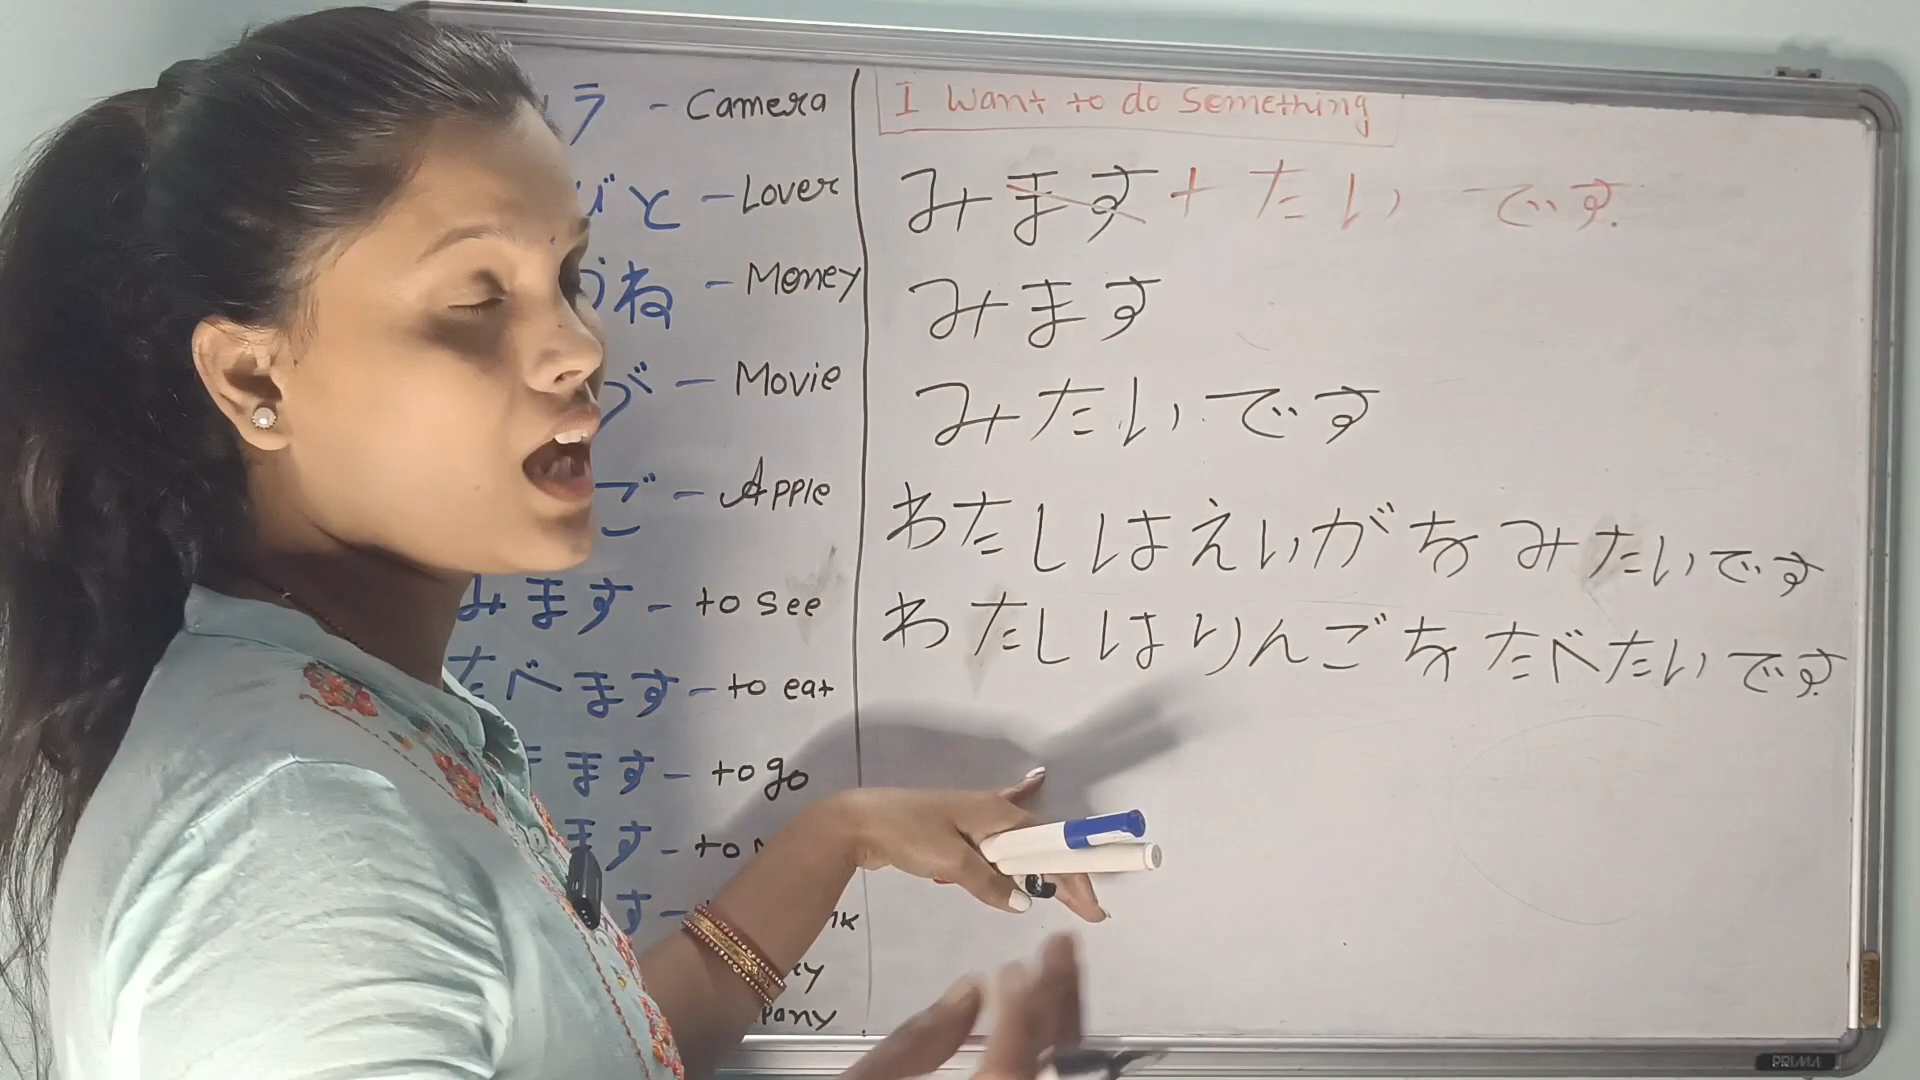 ラ - Camera
びと - Lover
ね - Money
が - Movie
ご - Apple
みます - to see
たべます - to eat
ます - to go
ます - to
す -
I want to do something
みます + たい です.
みます
みたいです
わたしはえいがをみたいです
わたしはりんごをたべたいです.
PRIMA